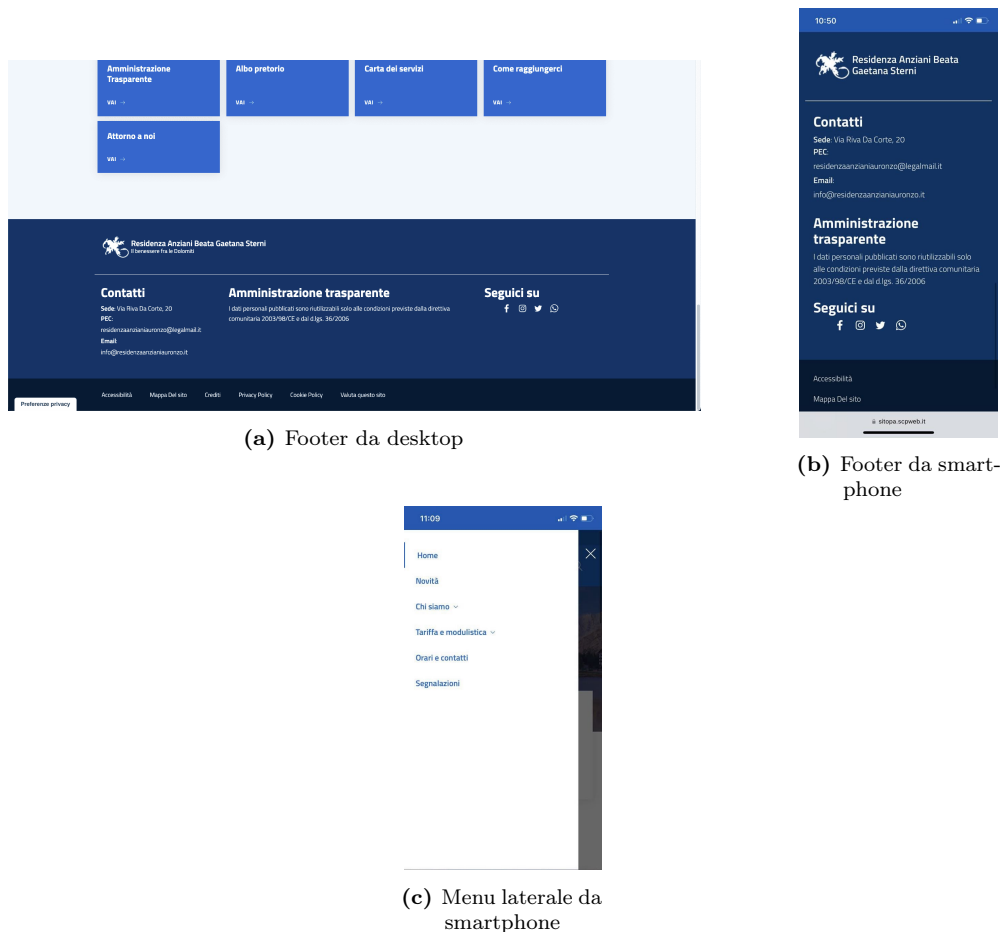 Amministrazione
Trasparente
VAI →
Albo pretorio
VAI →
Carta dei servizi
VAI →
Come raggiungerci
VAI →
Attorno a noi
VAI →
Residenza Anziani Beata Gaetana Sterni
Il benessere fra le Dolomiti
Contatti
Sede: Via Riva Da Corte, 20
PEC:
residenzaanzianiauronzo@legalmail.it
Email:
info@residenzaanzianiauronzo.it
Amministrazione trasparente
I dati personali pubblicati sono riutilizzabili solo alle condizioni previste dalla direttiva
comunitaria 2003/98/CE e dal d.lgs. 36/2006
Seguici su
Accessibilità Mappa Del sito Crediti Privacy Policy Cookie Policy Valuta questo sito
Preferenze privacy
(a) Footer da desktop
10:50
Residenza Anziani Beata
Gaetana Sterni
Contatti
Sede: Via Riva Da Corte, 20
PEC:
residenzaanzianiauronzo@legalmail.it
Email:
info@residenzaanzianiauronzo.it
Amministrazione
trasparente
I dati personali pubblicati sono riutilizzabili solo
alle condizioni previste dalla direttiva comunitaria
2003/98/CE e dal d.lgs. 36/2006
Seguici su
Accessibilità
Mappa Del sito
sitopa.scpweb.it
(b) Footer da smart-
phone
11:09
Home
Novità
Chi siamo
Tariffa e modulistica
Orari e contatti
Segnalazioni
(c) Menu laterale da
smartphone